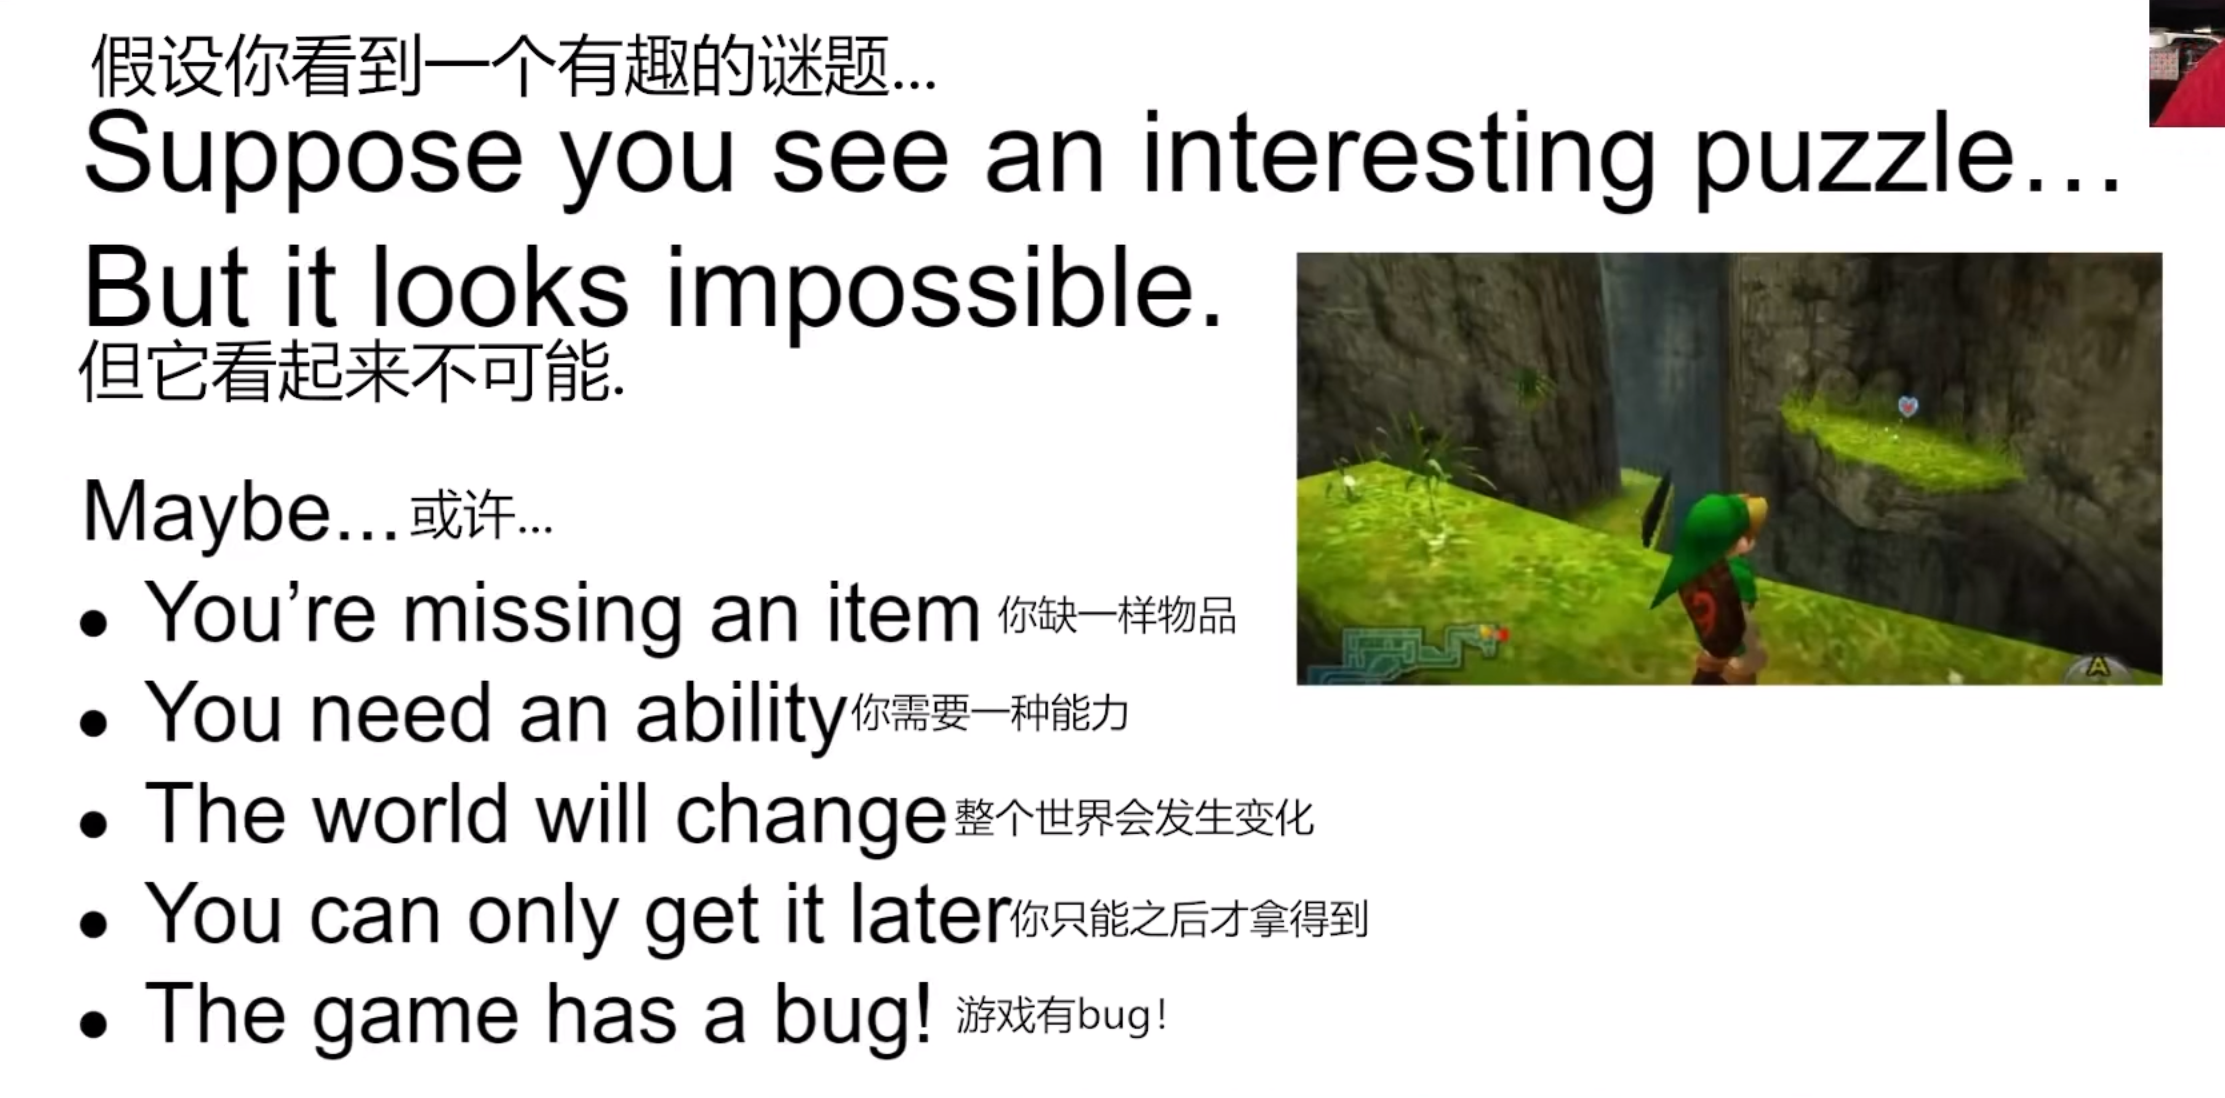 假设你看到一个有趣的谜题...
Suppose you see an interesting puzzle…
But it looks impossible.
但它看起来不可能.
Maybe... 或许...
• You’re missing an item 你缺一样物品
• You need an ability 你需要一种能力
• The world will change 整个世界会发生变化
• You can only get it later 你只能之后才拿得到
• The game has a bug! 游戏有bug!
A